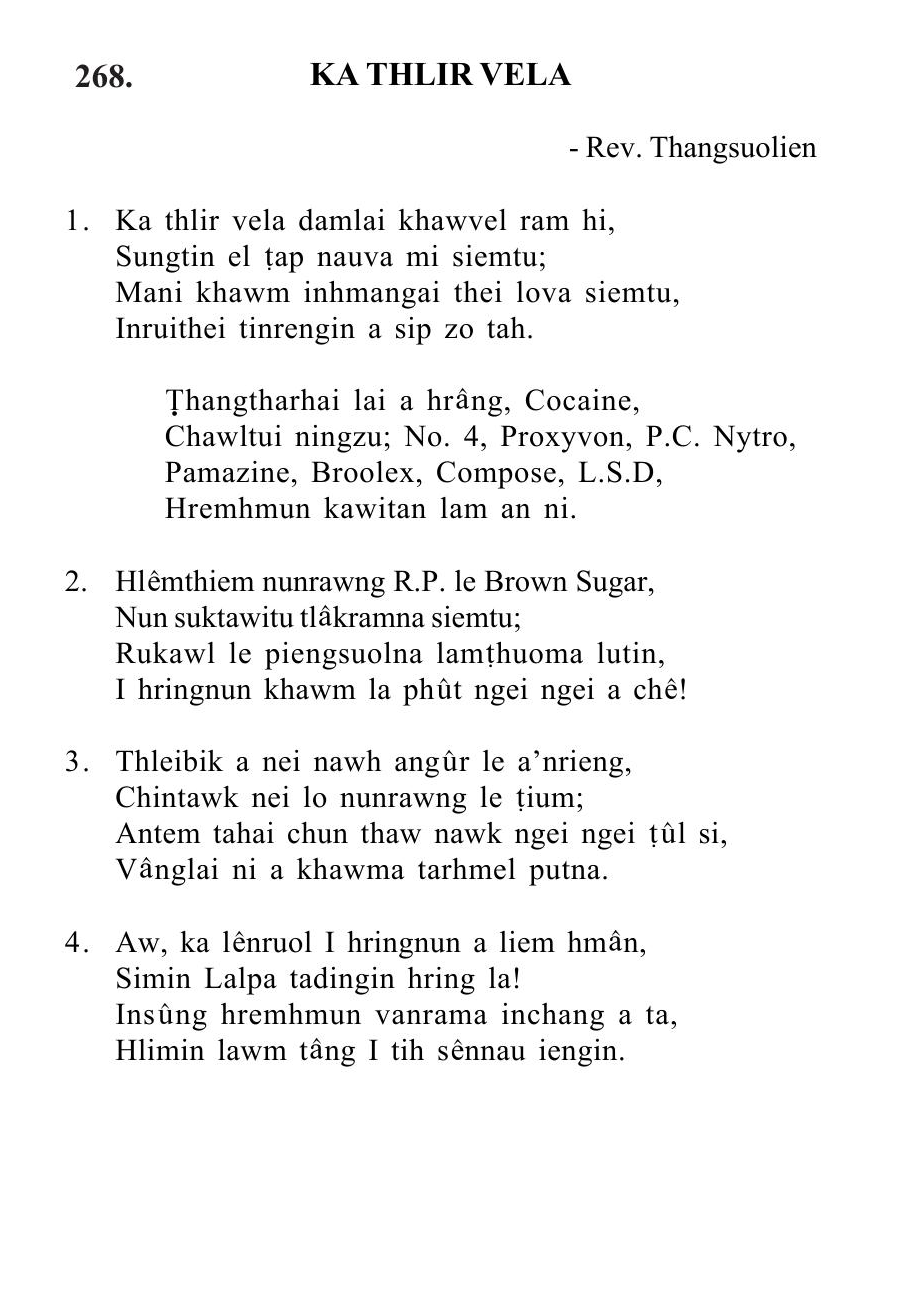 268. KA THLIR VELA
- Rev. Thangsuolien
1. Ka thlir vela damlai khawvel ram hi,
Sungtin el ṭap nauva mi siemtu;
Mani khawm inhmangai thei lova siemtu,
Inruithei tinrengin a sip zo tah.
Ṭhangtharhai lai a hrâng, Cocaine,
Chawltui ningzu; No. 4, Proxyvon, P.C. Nytro,
Pamazine, Broolex, Compose, L.S.D,
Hremhmun kawitan lam an ni.
2. Hlêmthiem nunrawng R.P. le Brown Sugar,
Nun suktawitu tlâkramna siemtu;
Rukawl le piengsuolna lamṭhuoma lutin,
I hringnun khawm la phût ngei ngei a chê!
3. Thleibik a nei nawh angûr le a’nrieng,
Chintawk nei lo nunrawng le ṭium;
Antem tahai chun thaw nawk ngei ngei ṭûl si,
Vânglai ni a khawma tarhmel putna.
4. Aw, ka lênruol I hringnun a liem hmân,
Simin Lalpa tadingin hring la!
Insûng hremhmun vanrama inchang a ta,
Hlimin lawm tâng I tih sênnau iengin.